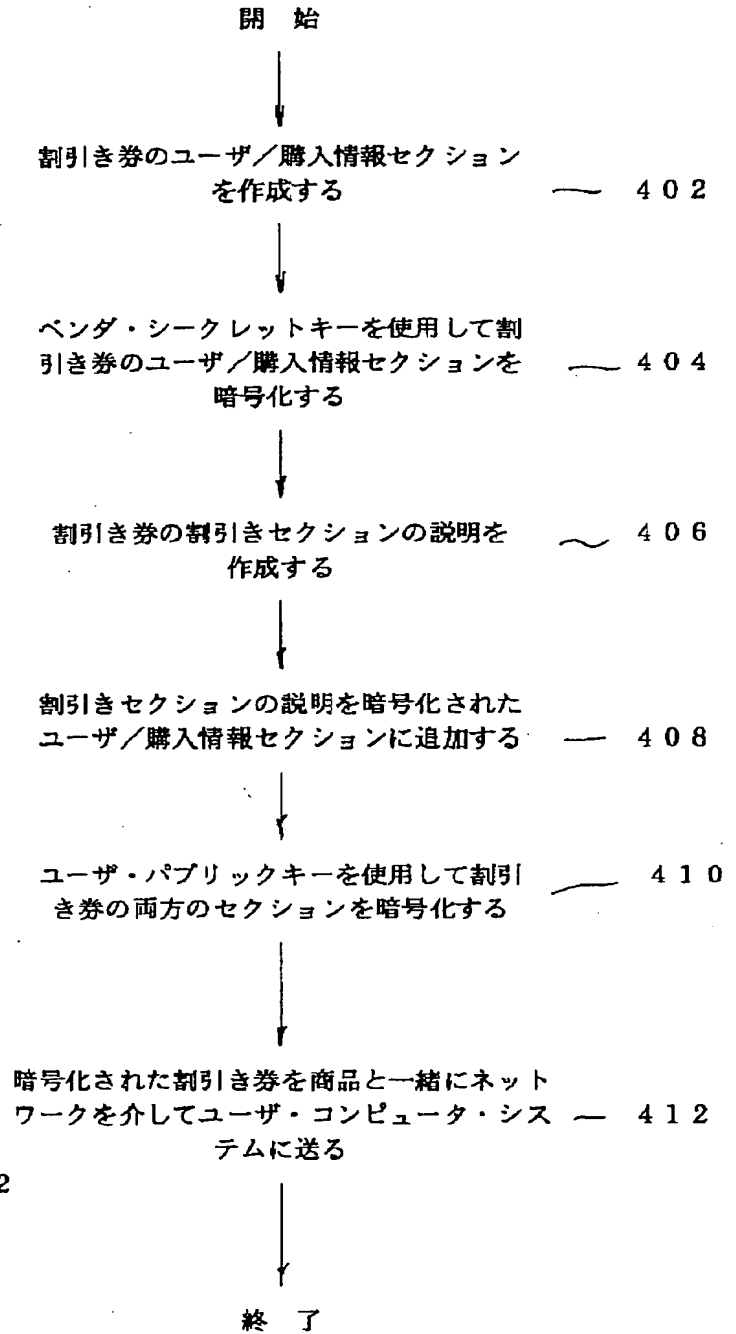 開 始
割引き券のユーザ／購入情報セクション
を作成する 402
ベンダ・シークレットキーを使用して割
引き券のユーザ／購入情報セクションを 404
暗号化する
割引き券の割引きセクションの説明を 406
作成する
割引きセクションの説明を暗号化された
ユーザ／購入情報セクションに追加する 408
ユーザ・パブリックキーを使用して割引 410
き券の両方のセクションを暗号化する
暗号化された割引き券を商品と一緒にネット
ワークを介してユーザ・コンピュータ・シス 412
テムに送る
2
終 了